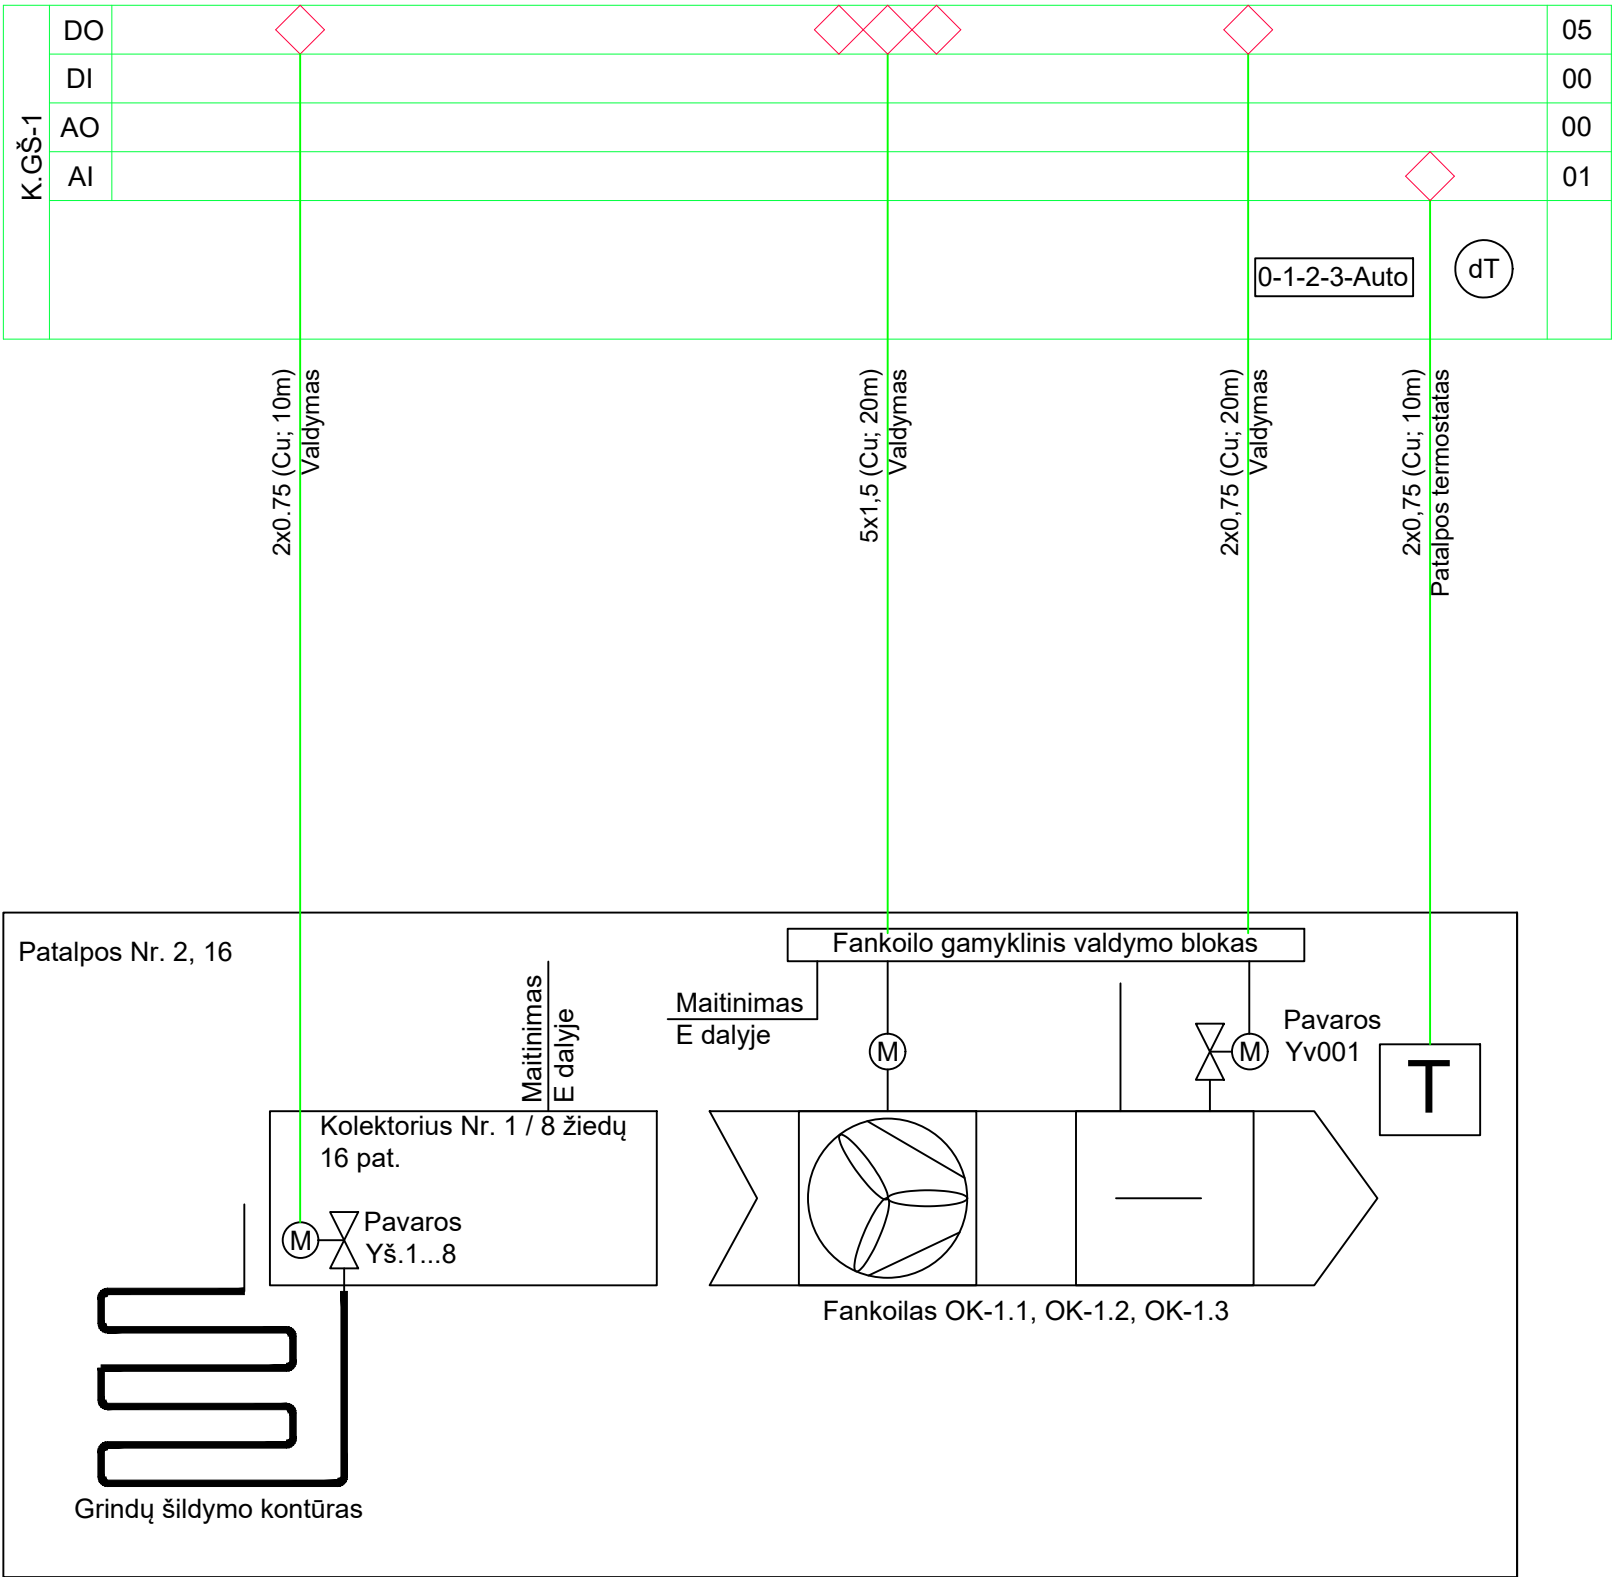 K.GŠ-1
DO
05
DI
00
AO
00
AI
01
0-1-2-3-Auto
dT
2x0.75 (Cu; 10m)
Valdymas
5x1,5 (Cu; 20m)
Valdymas
2x0,75 (Cu; 20m)
Valdymas
2x0,75 (Cu; 10m)
Patalpos termostatas
Patalpos Nr. 2, 16
Fankoilo gamyklinis valdymo blokas
Maitinimas
E dalyje
Maitinimas
E dalyje
M
M
Pavaros
Yv001
T
Kolektorius Nr. 1 / 8 žiedų
16 pat.
M
Pavaros
Yš.1...8
Fankoilas OK-1.1, OK-1.2, OK-1.3
Grindų šildymo kontūras